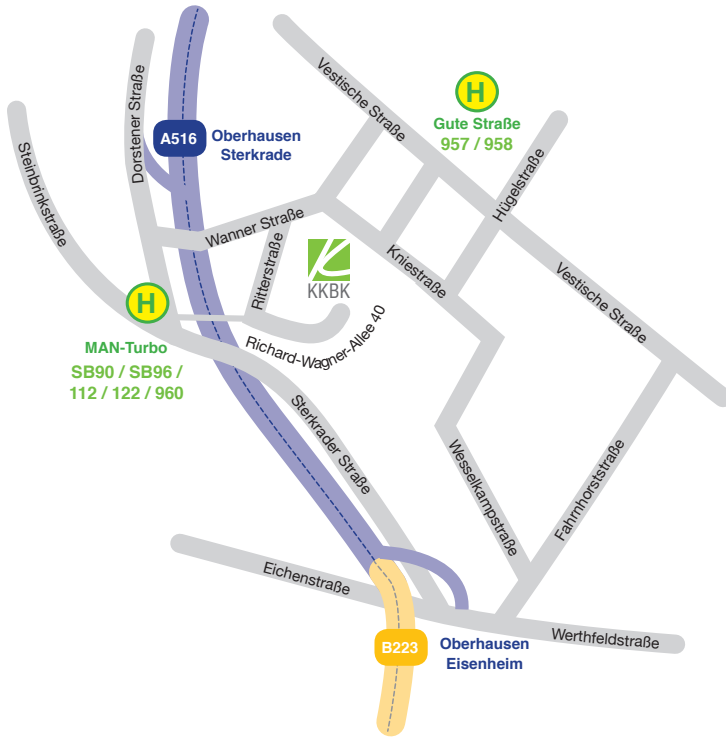 Vestische Straße
H
Gute Straße
957 / 958
Dorstener Straße
A516
Oberhausen
Sterkrade
Steinbrinkstraße
Hügelstraße
Wanner Straße
Ritterstraße
KKBK
Kniestraße
Vestische Straße
H
MAN-Turbo
SB90 / SB96 /
112 / 122 / 960
Richard-Wagner-Allee 40
Sterkrader Straße
Wesselkampstraße
Fahrnhorststraße
Eichenstraße
Werthfeldstraße
B223
Oberhausen
Eisenheim